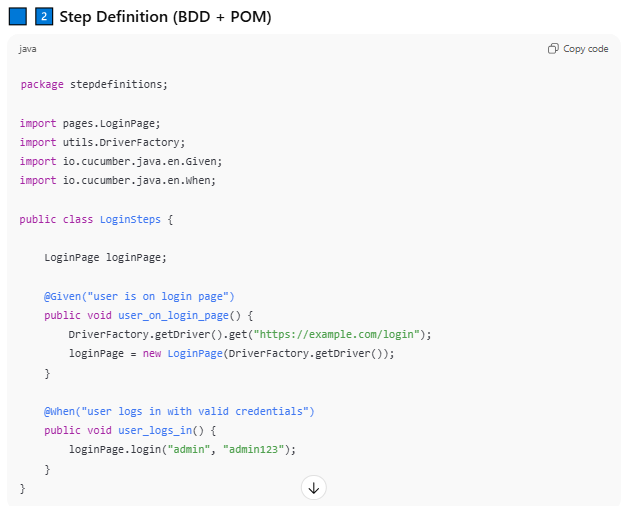 2 Step Definition (BDD + POM)
java
Copy code
package stepdefinitions;
import pages.LoginPage;
import utils.DriverFactory;
import io.cucumber.java.en.Given;
import io.cucumber.java.en.When;
public class LoginSteps {
LoginPage loginPage;
@Given("user is on login page")
public void user_on_login_page() {
DriverFactory.getDriver().get("https://example.com/login");
loginPage = new LoginPage(DriverFactory.getDriver());
}
@When("user logs in with valid credentials")
public void user_logs_in() {
loginPage.login("admin", "admin123");
}
}